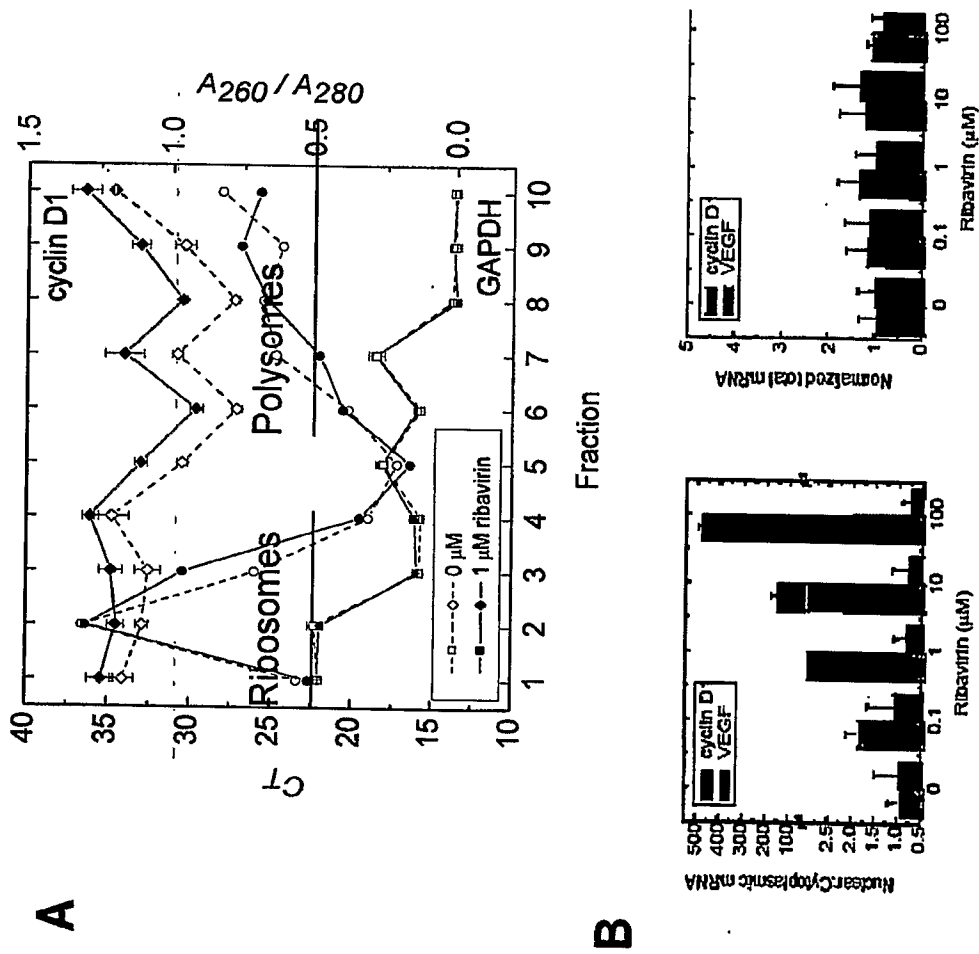 A
cyclin D1
Ribosomes
Polysomes
GAPDH
0 µM
1 µM ribavirin
40
35
30
25
20
15
10
C_T
1.5
1.0
0.5
0.0
A260 / A280
1 2 3 4 5 6 7 8 9 10
Fraction
B
cyclin D1
VEGF
500
400
300
200
100
2.5
2.0
1.5
1.0
0.5
Nuclear:Cytoplasmic mRNA
0 0.1 1 10 100
Ribavirin (µM)
cyclin D1
VEGF
5
4
3
2
1
0
Normalized total mRNA
0 0.1 1 10 100
Ribavirin (µM)